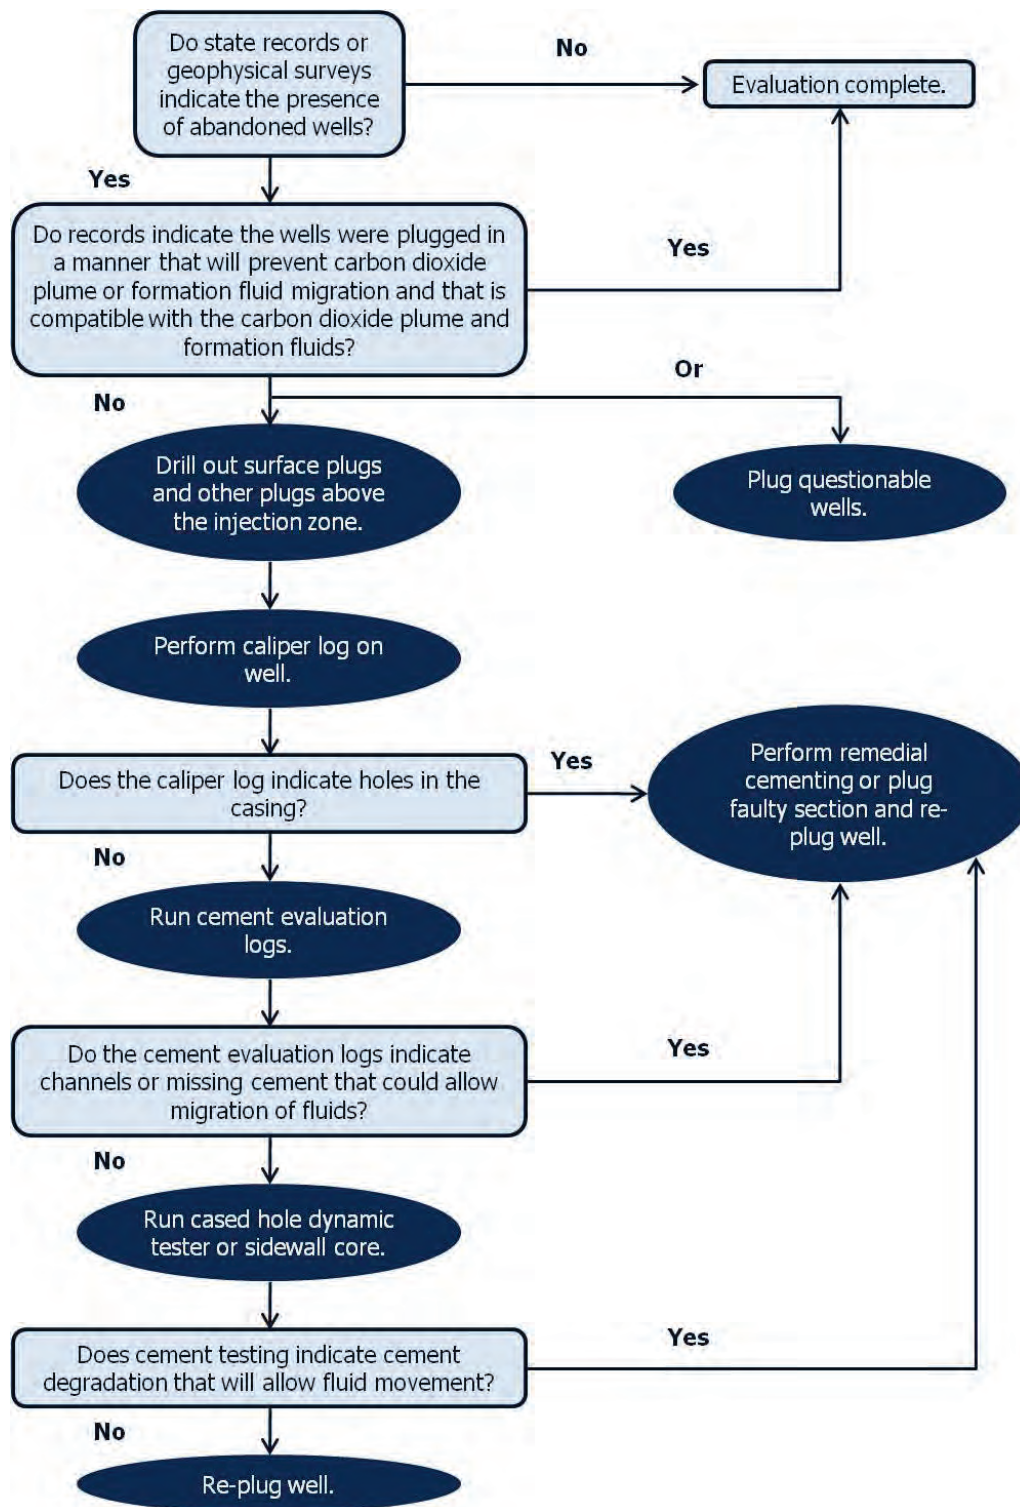 Do state records or
geophysical surveys
indicate the presence
of abandoned wells?
No
Evaluation complete.
Yes
Do records indicate the wells were plugged in
a manner that will prevent carbon dioxide
plume or formation fluid migration and that is
compatible with the carbon dioxide plume and
formation fluids?
Yes
No
Or
Drill out surface plugs
and other plugs above
the injection zone.
Plug questionable
wells.
Perform caliper log on
well.
Does the caliper log indicate holes in the
casing?
Yes
Perform remedial
cementing or plug
faulty section and re-
plug well.
No
Run cement evaluation
logs.
Do the cement evaluation logs indicate
channels or missing cement that could allow
migration of fluids?
Yes
No
Run cased hole dynamic
tester or sidewall core.
Does cement testing indicate cement
degradation that will allow fluid movement?
Yes
No
Re-plug well.